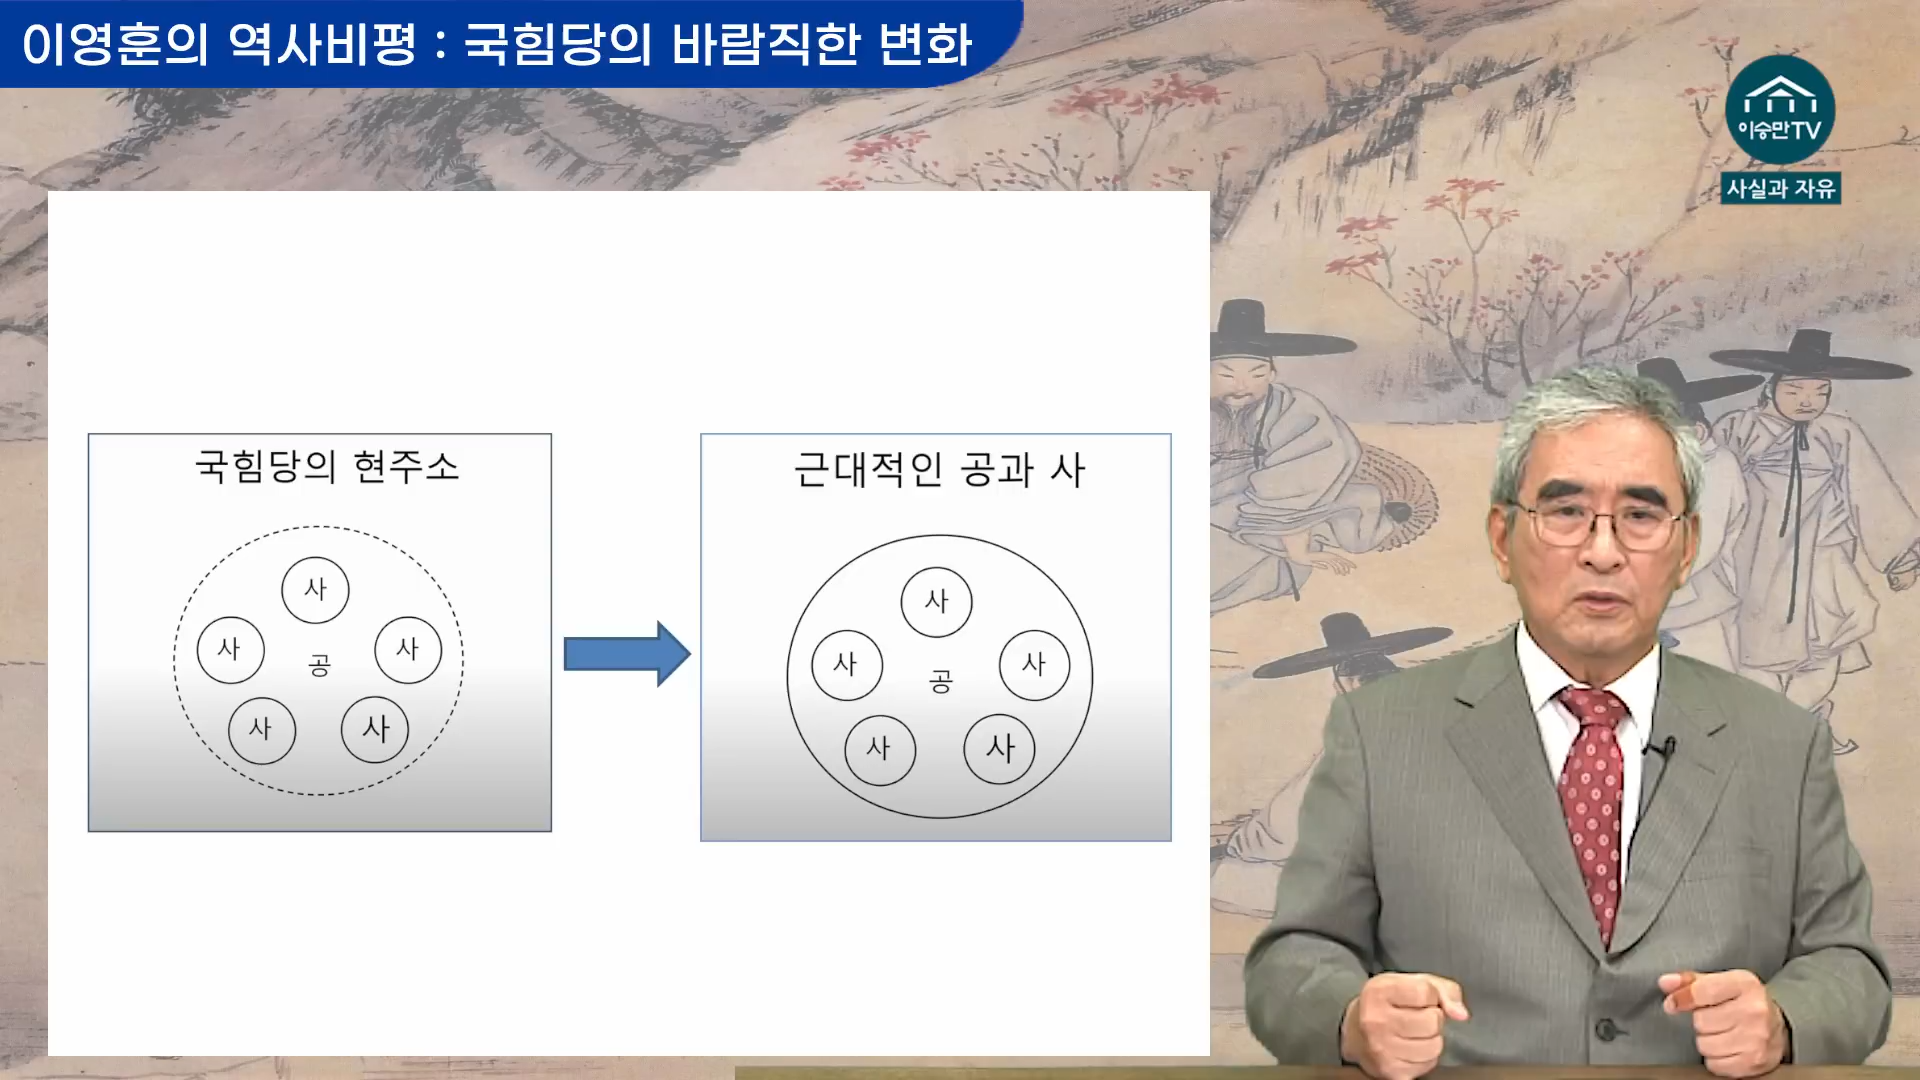 이영훈의 역사비평 : 국힘당의 바람직한 변화
이승만TV
사실과 자유
국힘당의 현주소
사
사
사
공
사
사
근대적인 공과 사
사
사
사
공
사
사